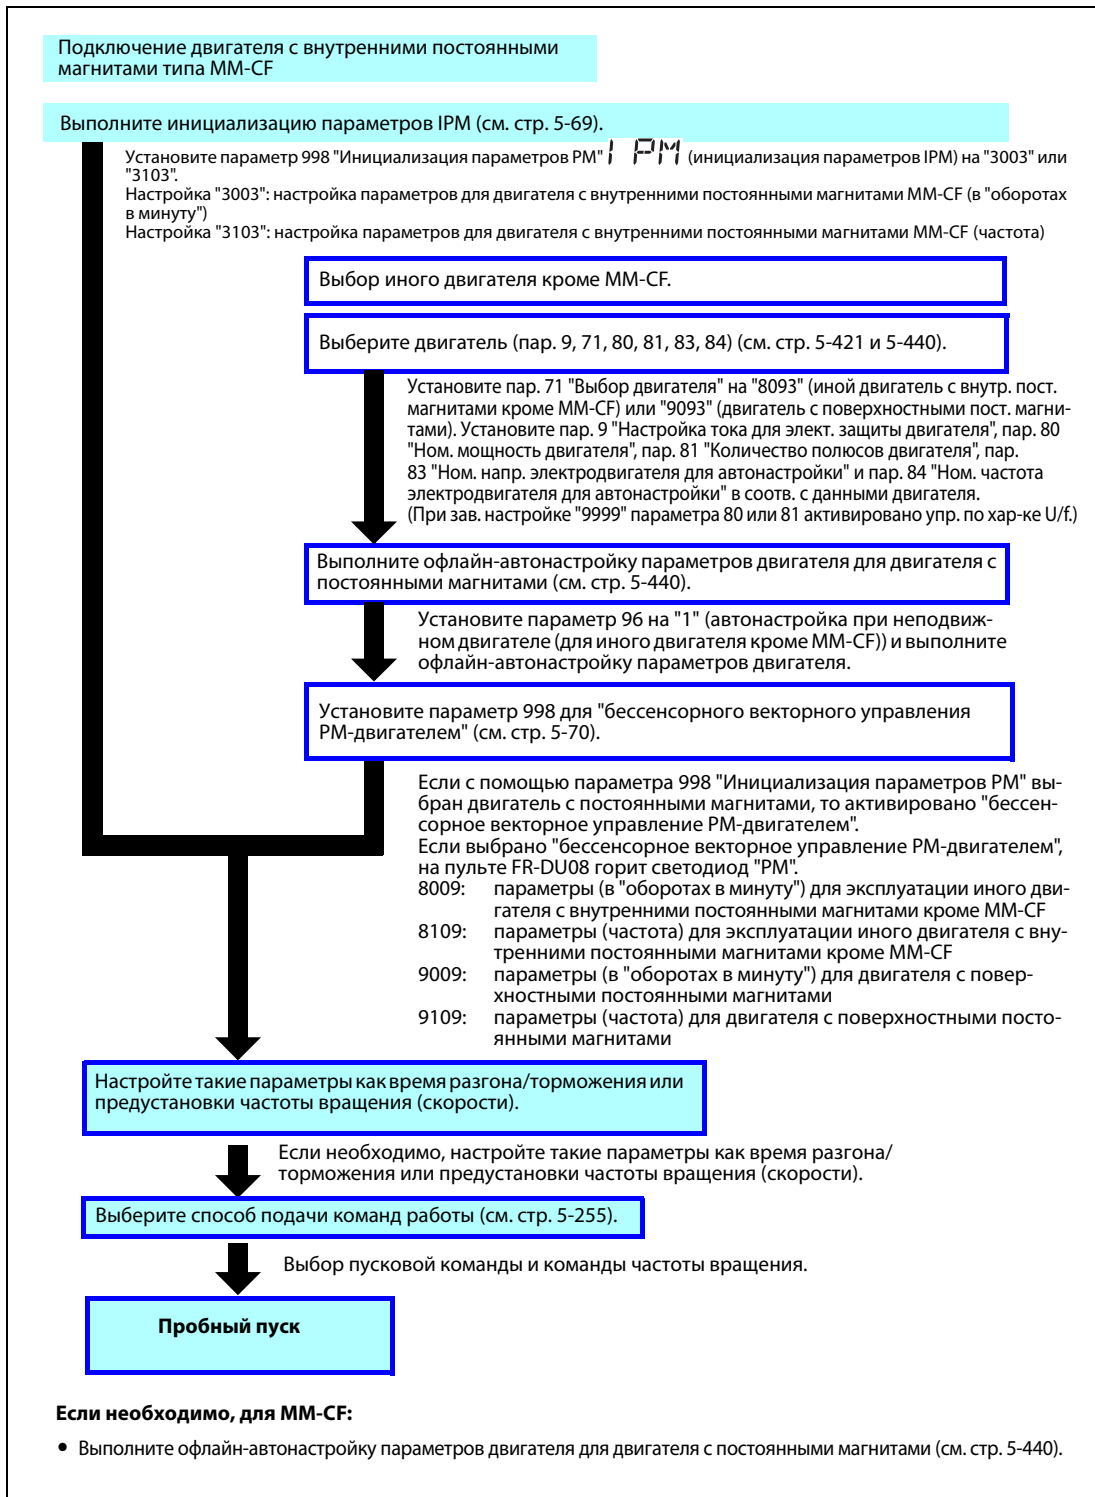 Подключение двигателя с внутренними постоянными
магнитами типа MM-CF
Выполните инициализацию параметров IPM (см. стр. 5-69).
Установите параметр 998 "Инициализация параметров PM" IPM (инициализация параметров IPM) на "3003" или
"3103".
Настройка "3003": настройка параметров для двигателя с внутренними постоянными магнитами MM-CF (в "оборотах
в минуту")
Настройка "3103": настройка параметров для двигателя с внутренними постоянными магнитами MM-CF (частота)
Выбор иного двигателя кроме MM-CF.
Выберите двигатель (пар. 9, 71, 80, 81, 83, 84) (см. стр. 5-421 и 5-440).
Установите пар. 71 "Выбор двигателя" на "8093" (иной двигатель с внутр. пост.
магнитами кроме MM-CF) или "9093" (двигатель с поверхностными пост. магни-
тами). Установите пар. 9 "Настройка тока для элект. защиты двигателя", пар. 80
"Ном. мощность двигателя", пар. 81 "Количество полюсов двигателя", пар.
83 "Ном. напр. электродвигателя для автонастройки" и пар. 84 "Ном. частота
электродвигателя для автонастройки" в соотв. с данными двигателя.
(При зав. настройке "9999" параметра 80 или 81 активировано упр. по хар-ке U/f.)
Выполните офлайн-автонастройку параметров двигателя для двигателя с
постоянными магнитами (см. стр. 5-440).
Установите параметр 96 на "1" (автонастройка при неподвиж-
ном двигателе (для иного двигателя кроме MM-CF)) и выполните
офлайн-автонастройку параметров двигателя.
Установите параметр 998 для "бессенсорного векторного управления
PM-двигателем" (см. стр. 5-70).
Если с помощью параметра 998 "Инициализация параметров PM" вы-
бран двигатель с постоянными магнитами, то активировано "бессен-
сорное векторное управление PM-двигателем".
Если выбрано "бессенсорное векторное управление PM-двигателем",
на пульте FR-DU08 горит светодиод "PM".
8009: параметры (в "оборотах в минуту") для эксплуатации иного дви-
гателя с внутренними постоянными магнитами кроме MM-CF
8109: параметры (частота) для эксплуатации иного двигателя с вну-
тренними постоянными магнитами кроме MM-CF
9009: параметры (в "оборотах в минуту") для двигателя с повер-
хностными постоянными магнитами
9109: параметры (частота) для двигателя с поверхностными посто-
янными магнитами
Настройте такие параметры как время разгона/торможения или
предустановки частоты вращения (скорости).
Если необходимо, настройте такие параметры как время разгона/
торможения или предустановки частоты вращения (скорости).
Выберите способ подачи команд работы (см. стр. 5-255).
Выбор пусковой команды и команды частоты вращения.
Пробный пуск
Если необходимо, для MM-CF:
● Выполните офлайн-автонастройку параметров двигателя для двигателя с постоянными магнитами (см. стр. 5-440).